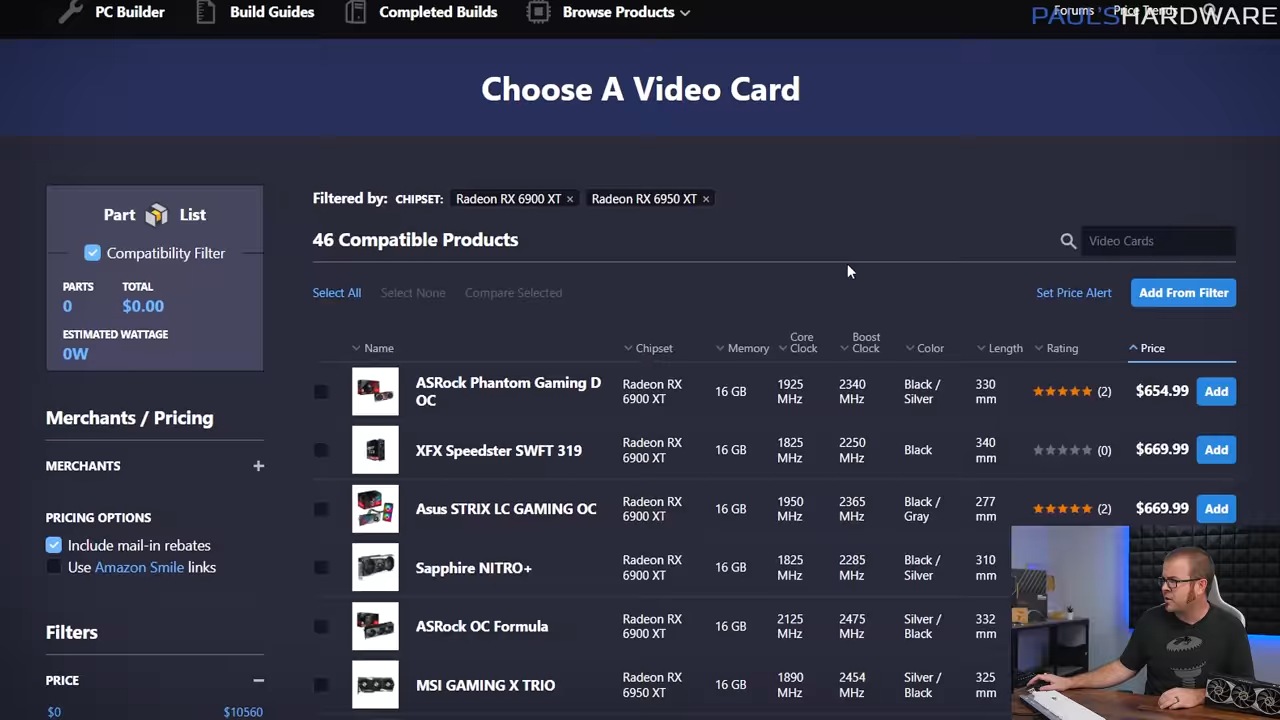 PC Builder
Build Guides
Completed Builds
Browse Products
Forums
PAUL'SHARDWARE
Choose A Video Card
Part List
Compatibility Filter
PARTS TOTAL
0 $0.00
ESTIMATED WATTAGE
0W
Merchants / Pricing
MERCHANTS +
PRICING OPTIONS
Include mail-in rebates
Use Amazon Smile links
Filters
PRICE −
$0 $10560
Filtered by: CHIPSET: Radeon RX 6900 XT × Radeon RX 6950 XT ×
46 Compatible Products
Video Cards
Select All Select None Compare Selected Set Price Alert Add From Filter
Name Chipset Memory Core Clock Boost Clock Color Length Rating Price
ASRock Phantom Gaming D OC Radeon RX 6900 XT 16 GB 1925 MHz 2340 MHz Black / Silver 330 mm (2) $654.99 Add
XFX Speedster SWFT 319 Radeon RX 6900 XT 16 GB 1825 MHz 2250 MHz Black 340 mm (0) $669.99 Add
Asus STRIX LC GAMING OC Radeon RX 6900 XT 16 GB 1950 MHz 2365 MHz Black / Gray 277 mm (2) $669.99 Add
Sapphire NITRO+ Radeon RX 6900 XT 16 GB 1825 MHz 2285 MHz Black / Silver 310 mm
ASRock OC Formula Radeon RX 6900 XT 16 GB 2125 MHz 2475 MHz Silver / Black 332 mm
MSI GAMING X TRIO Radeon RX 6950 XT 16 GB 1890 MHz 2454 MHz Silver / Black 325 mm